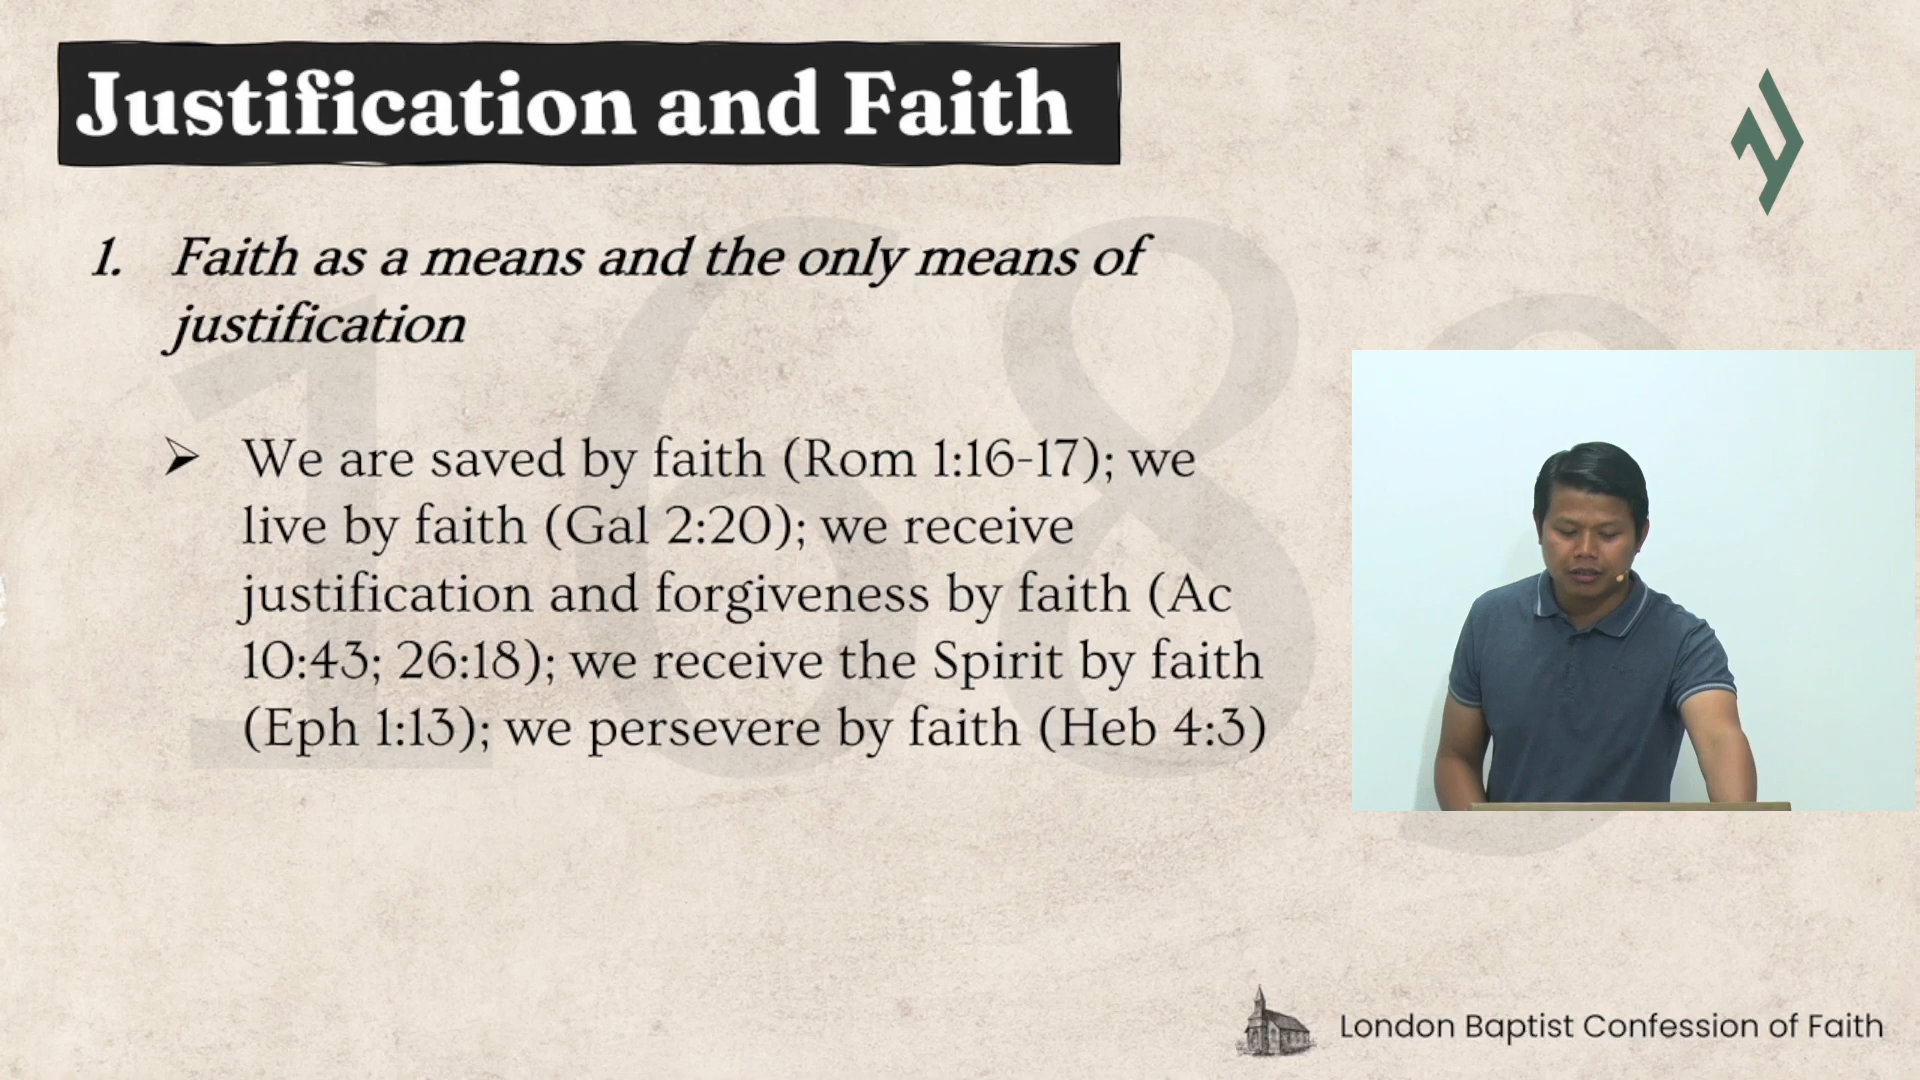 Justification and Faith
1. Faith as a means and the only means of
justification
➢ We are saved by faith (Rom 1:16-17); we
live by faith (Gal 2:20); we receive
justification and forgiveness by faith (Ac
10:43; 26:18); we receive the Spirit by faith
(Eph 1:13); we persevere by faith (Heb 4:3)
1689
London Baptist Confession of Faith